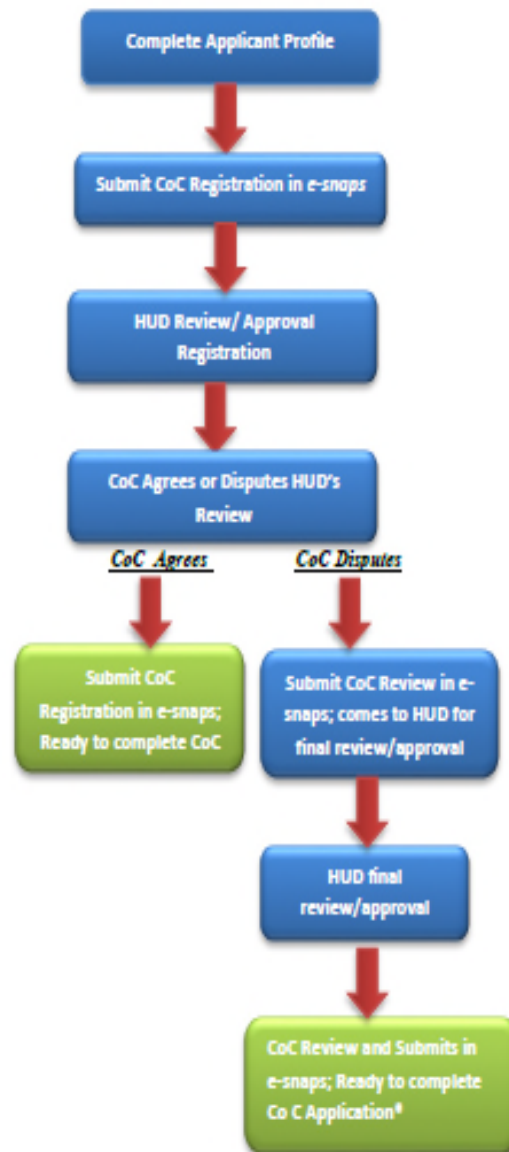 Complete Applicant Profile
Submit CoC Registration in e-snaps
HUD Review/ Approval
Registration
CoC Agrees or Disputes HUD's
Review
CoC Agrees
CoC Disputes
Submit CoC
Registration in e-snaps;
Ready to complete CoC
Submit CoC Review in e-
snaps; comes to HUD for
final review/approval
HUD final
review/approval
CoC Review and Submits in
e-snaps; Ready to complete
Co C Application*